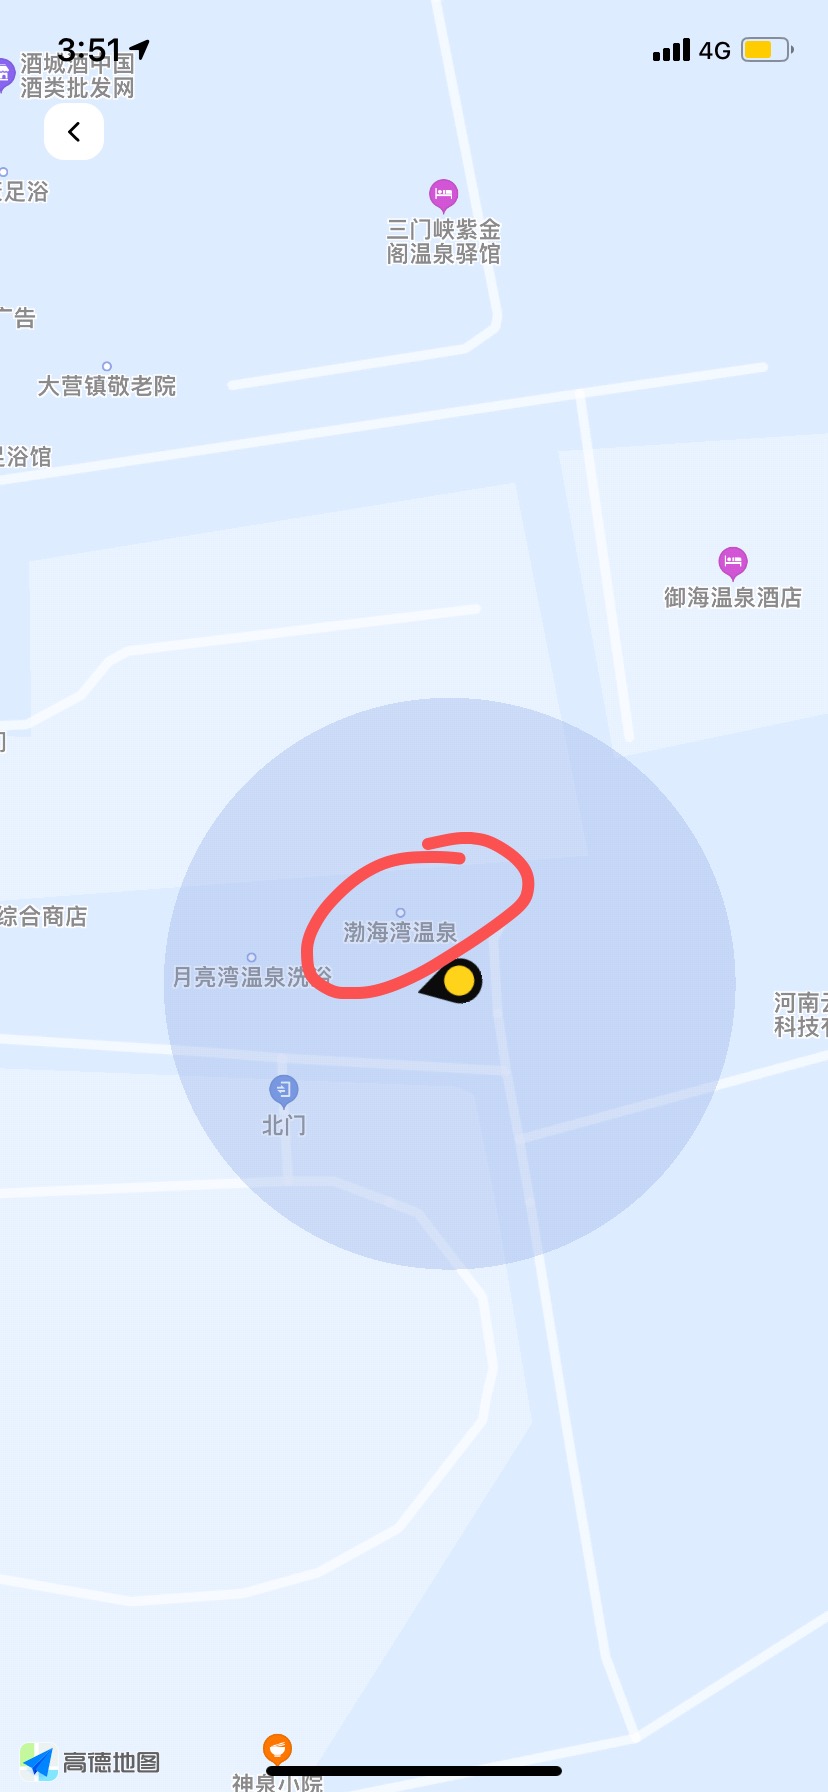 3:51
4G
酒城酒中国
酒类批发网
足浴
三门峡紫金
阁温泉驿馆
广告
大营镇敬老院
足浴馆
御海温泉酒店
综合商店
渤海湾温泉
月亮湾温泉洗浴
河南云
科技有
北门
高德地图
神泉小院